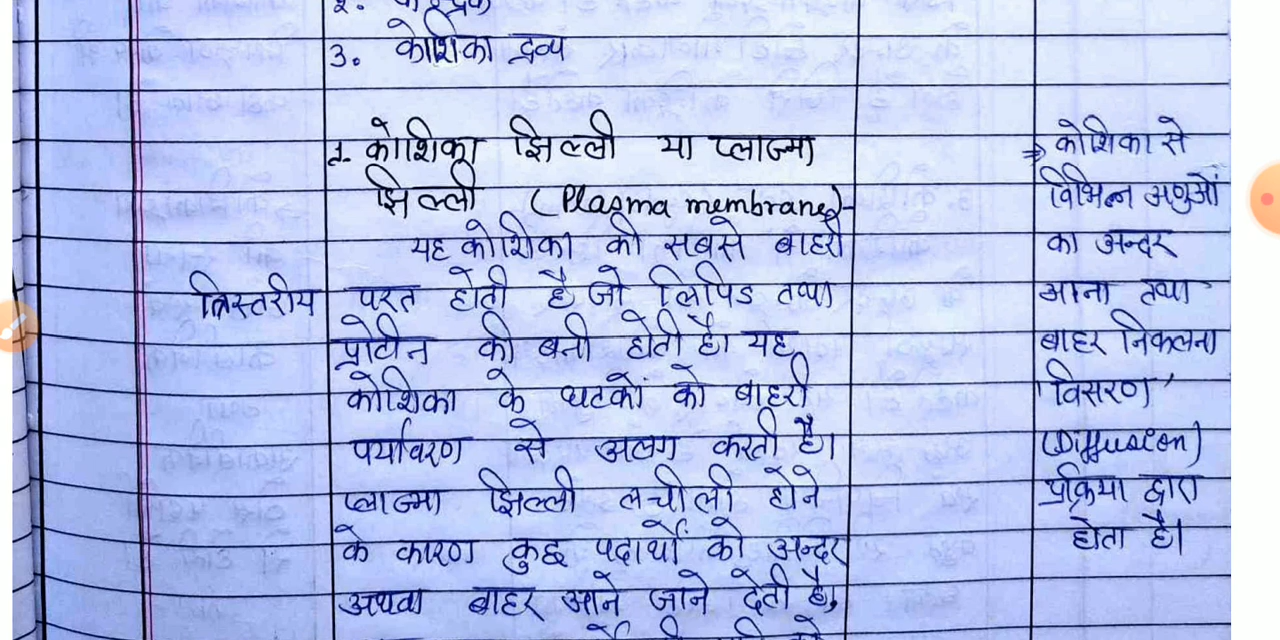 3. कोशिका द्रव्य
1. कोशिका झिल्ली या प्लाज्मा
झिल्ली (Plasma membrane)-
यह कोशिका की सबसे बाहरी
त्रिस्तरीय परत होती है जो लिपिड तथा
प्रोटीन की बनी होती है। यह
कोशिका के घटकों को बाहरी
पर्यावरण से अलग करती है।
प्लाज्मा झिल्ली लचीली होने
के कारण कुछ पदार्थों को अन्दर
अथवा बाहर आने जाने देती है,
⇒ कोशिका से
विभिन्न अणुओं
का अन्दर
आना तथा
बाहर निकलना
'विसरण'
(Diffusion)
प्रक्रिया द्वारा
होता है।